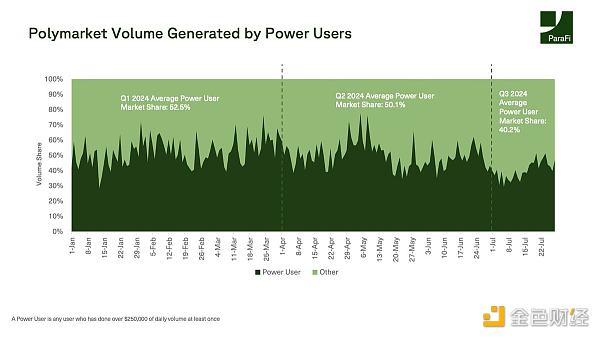 Polymarket Volume Generated by Power Users
ParaFi
100%
90%
80%
70%
60%
50%
40%
30%
20%
10%
0%
Volume Share
Q1 2024 Average Power User
Market Share: 52.5%
Q2 2024 Average Power User
Market Share: 50.1%
Q3 2024
Average
Power User
Market Share:
40.2%
1-Jan
8-Jan
15-Jan
22-Jan
29-Jan
5-Feb
12-Feb
19-Feb
26-Feb
4-Mar
11-Mar
18-Mar
25-Mar
1-Apr
8-Apr
15-Apr
22-Apr
29-Apr
6-May
13-May
20-May
27-May
3-Jun
10-Jun
17-Jun
24-Jun
1-Jul
8-Jul
15-Jul
22-Jul
Power User
Other
A Power User is any user who has done over $250,000 of daily volume at least once
金色财经